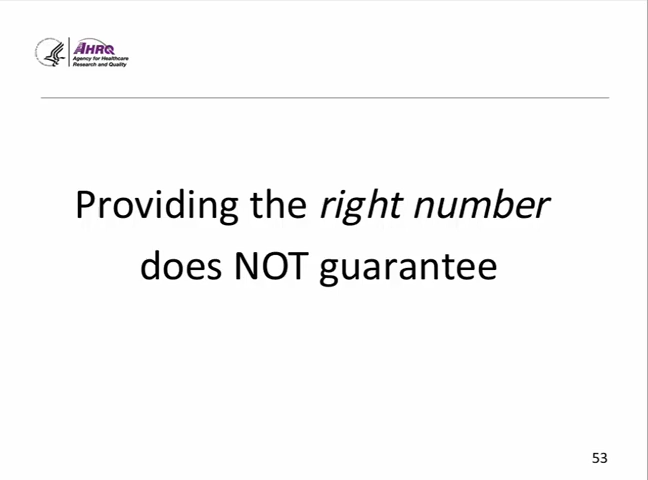 AHRQ
Agency for Healthcare
Research and Quality
Providing the right number
does NOT guarantee
53